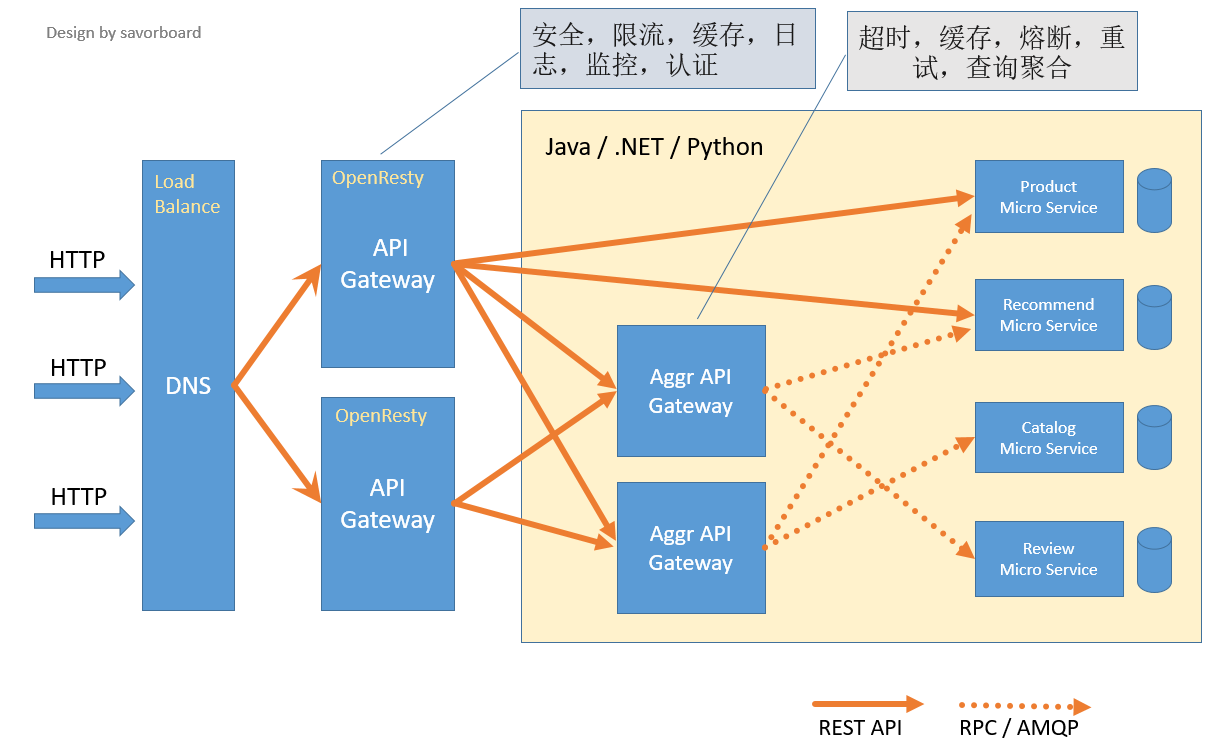 Design by savorboard
安全，限流，缓存，日
志，监控，认证
超时，缓存，熔断，重
试，查询聚合
Java / .NET / Python
Load
Balance
DNS
HTTP
HTTP
HTTP
OpenResty
API
Gateway
OpenResty
API
Gateway
Aggr API
Gateway
Aggr API
Gateway
Product
Micro Service
Recommend
Micro Service
Catalog
Micro Service
Review
Micro Service
REST API
RPC / AMQP